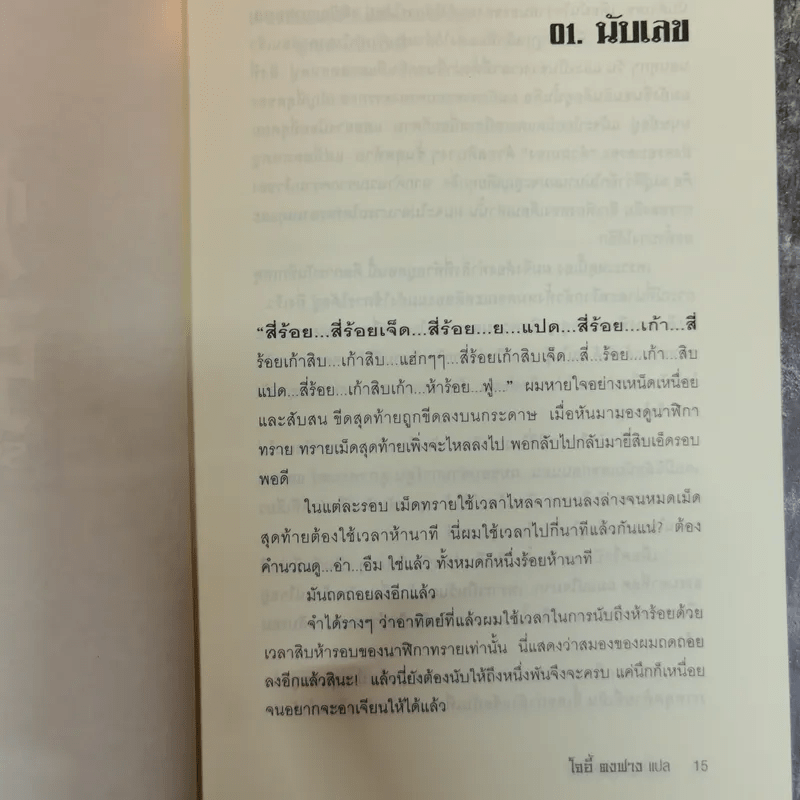 01. นับเลข
“สี่ร้อย...สี่ร้อยเจ็ด...สี่ร้อย...ย...แปด...สี่ร้อย...เก้า...สี่
ร้อยเก้าสิบ...เก้าสิบ...แฮ่กๆๆ...สี่ร้อยเก้าสิบเจ็ด...สี่...ร้อย...เก้า...สิบ
แปด...สี่ร้อย...เก้าสิบเก้า...ห้าร้อย...ฟู่...” ผมหายใจอย่างเหน็ดเหนื่อย
และสับสน ขีดสุดท้ายถูกขีดลงบนกระดาษ เมื่อหันมามองดูนาฬิกา
ทราย ทรายเม็ดสุดท้ายเพิ่งจะไหลลงไป พอกลับไปกลับมายี่สิบเอ็ดรอบ
พอดี
ในแต่ละรอบ เม็ดทรายใช้เวลาไหลจากบนลงล่างจนหมดเม็ด
สุดท้ายต้องใช้เวลาห้านาที นี่ผมใช้เวลาไปกี่นาทีแล้วกันแน่? ต้อง
คำนวณดู...อ่า...อืม ใช่แล้ว ทั้งหมดก็หนึ่งร้อยห้านาที
มันถดถอยลงอีกแล้ว
จำได้รางๆ ว่าอาทิตย์ที่แล้วผมใช้เวลาในการนับถึงห้าร้อยด้วย
เวลาสิบห้ารอบของนาฬิกาทรายเท่านั้น นี่แสดงว่าสมองของผมถดถอย
ลงอีกแล้วสินะ! แล้วนี่ยังต้องนับให้ถึงหนึ่งพันจึงจะครบ แค่นึกก็เหนื่อย
จนอยากจะอาเจียนให้ได้แล้ว
โจอี้ ตงฟาง แปล 15